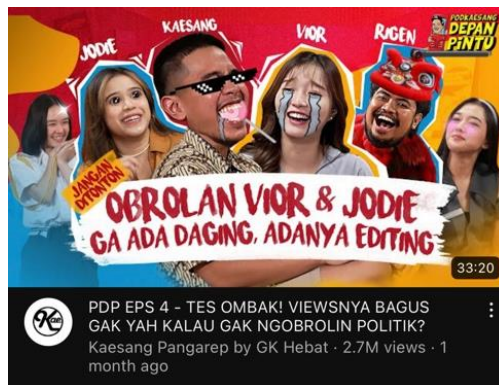 JODIE
KAESANG
VIOR
RIGEN
PODKAESANG
DEPAN
PINTU
JANGAN
DITONTON
OBROLAN VIOR & JODIE
GA ADA DAGING, ADANYA EDITING
33:20
PDP EPS 4 - TES OMBAK! VIEWSNYA BAGUS
GAK YAH KALAU GAK NGOBROLIN POLITIK?
Kaesang Pangarep by GK Hebat · 2.7M views · 1
month ago